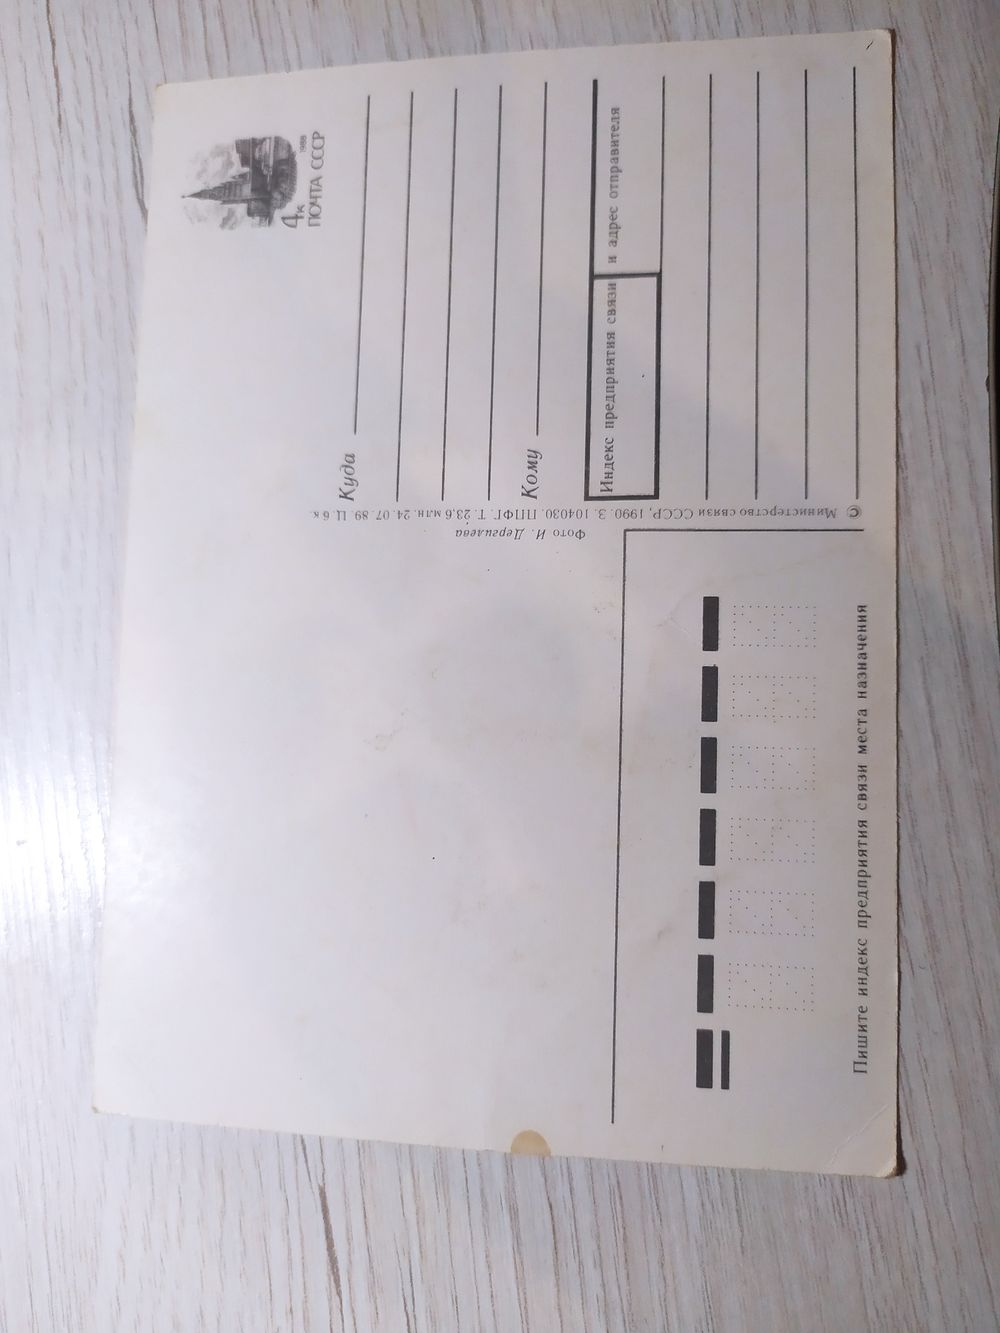 1988
4к
ПОЧТА СССР
Куда
Кому
Индекс предприятия связи и адрес отправителя
Фото И. Дергилева
© Министерство связи СССР, 1990. З. 104030. ППФГ. Т. 23,6 млн. 24. 07. 89. Ц. 6 к.
Пишите индекс предприятия связи места назначения